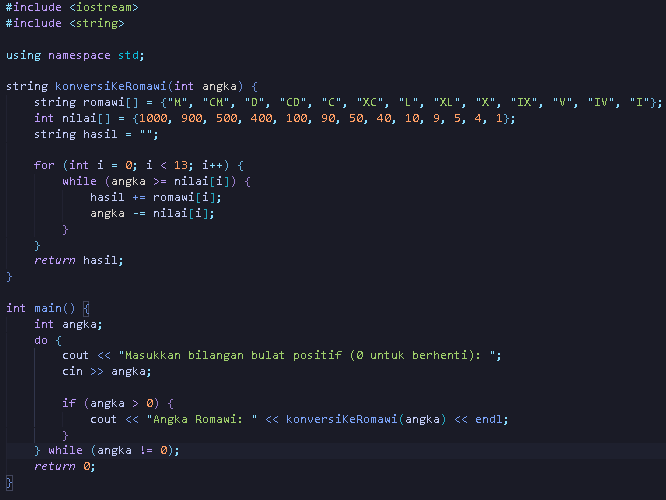 #include <iostream>
#include <string>

using namespace std;

string konversiKeRomawi(int angka) {
    string romawi[] = {"M", "CM", "D", "CD", "C", "XC", "L", "XL", "X", "IX", "V", "IV", "I"};
    int nilai[] = {1000, 900, 500, 400, 100, 90, 50, 40, 10, 9, 5, 4, 1};
    string hasil = "";

    for (int i = 0; i < 13; i++) {
        while (angka >= nilai[i]) {
            hasil += romawi[i];
            angka -= nilai[i];
        }
    }
    return hasil;
}

int main() {
    int angka;
    do {
        cout << "Masukkan bilangan bulat positif (0 untuk berhenti): ";
        cin >> angka;

        if (angka > 0) {
            cout << "Angka Romawi: " << konversiKeRomawi(angka) << endl;
        }
    } while (angka != 0);
    return 0;
}